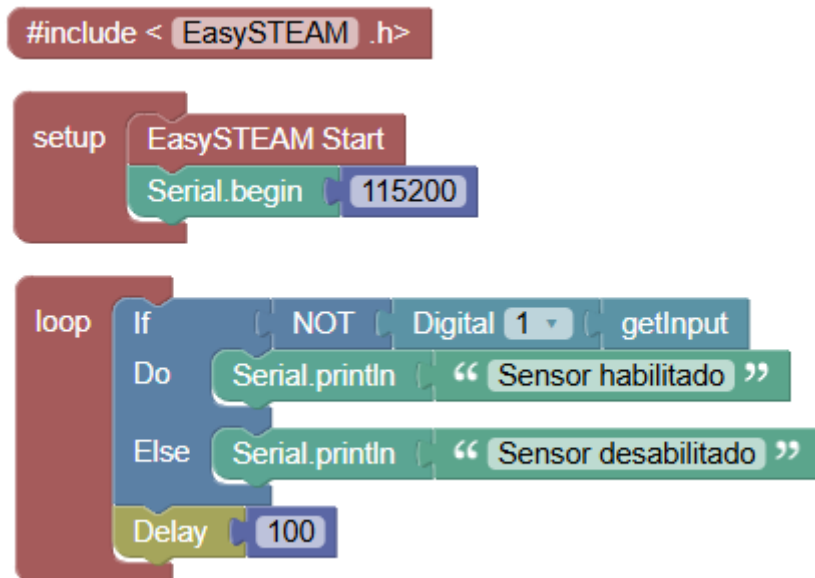 #include < EasySTEAM .h>
setup EasySTEAM Start
Serial.begin 115200
loop If NOT Digital 1 getInput
Do Serial.println “ Sensor habilitado ”
Else Serial.println “ Sensor desabilitado ”
Delay 100